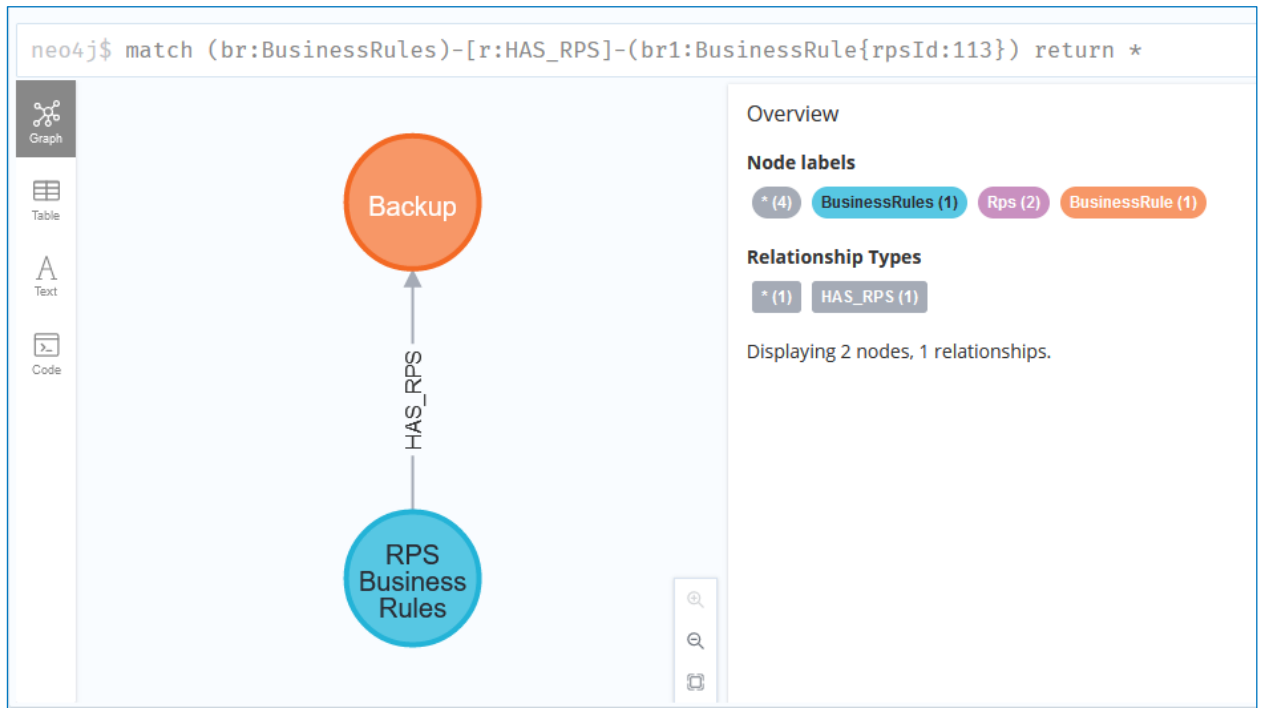 neo4j$ match (br:BusinessRules)-[r:HAS_RPS]-(br1:BusinessRule{rpsId:113}) return *
Graph
Table
Text
Code
Backup
HAS_RPS
RPS
Business
Rules
Overview
Node labels
* (4) BusinessRules (1) Rps (2) BusinessRule (1)
Relationship Types
* (1) HAS_RPS (1)
Displaying 2 nodes, 1 relationships.